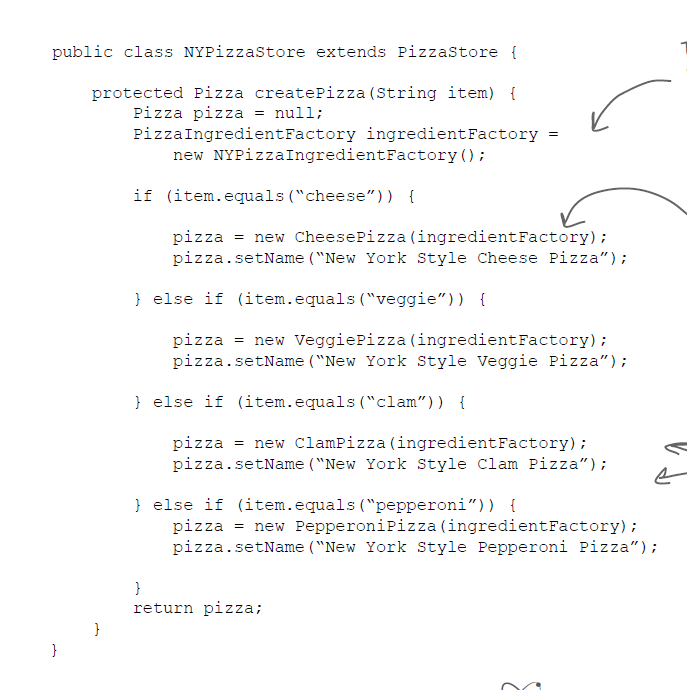 public class NYPizzaStore extends PizzaStore {
protected Pizza createPizza(String item) {
Pizza pizza = null;
PizzaIngredientFactory ingredientFactory =
new NYPizzaIngredientFactory();
if (item.equals(“cheese”)) {
pizza = new CheesePizza(ingredientFactory);
pizza.setName(“New York Style Cheese Pizza”);
} else if (item.equals(“veggie”)) {
pizza = new VeggiePizza(ingredientFactory);
pizza.setName(“New York Style Veggie Pizza”);
} else if (item.equals(“clam”)) {
pizza = new ClamPizza(ingredientFactory);
pizza.setName(“New York Style Clam Pizza”);
} else if (item.equals(“pepperoni”)) {
pizza = new PepperoniPizza(ingredientFactory);
pizza.setName(“New York Style Pepperoni Pizza”);
}
return pizza;
}
}